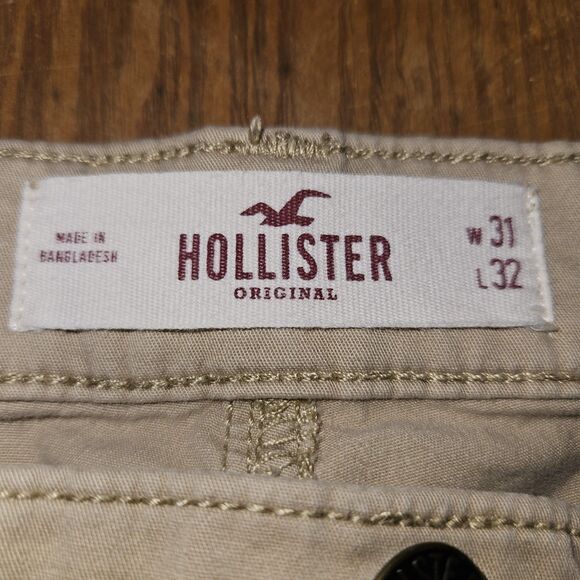 MADE IN
BANGLADESH
HOLLISTER
ORIGINAL
W 31
L 32